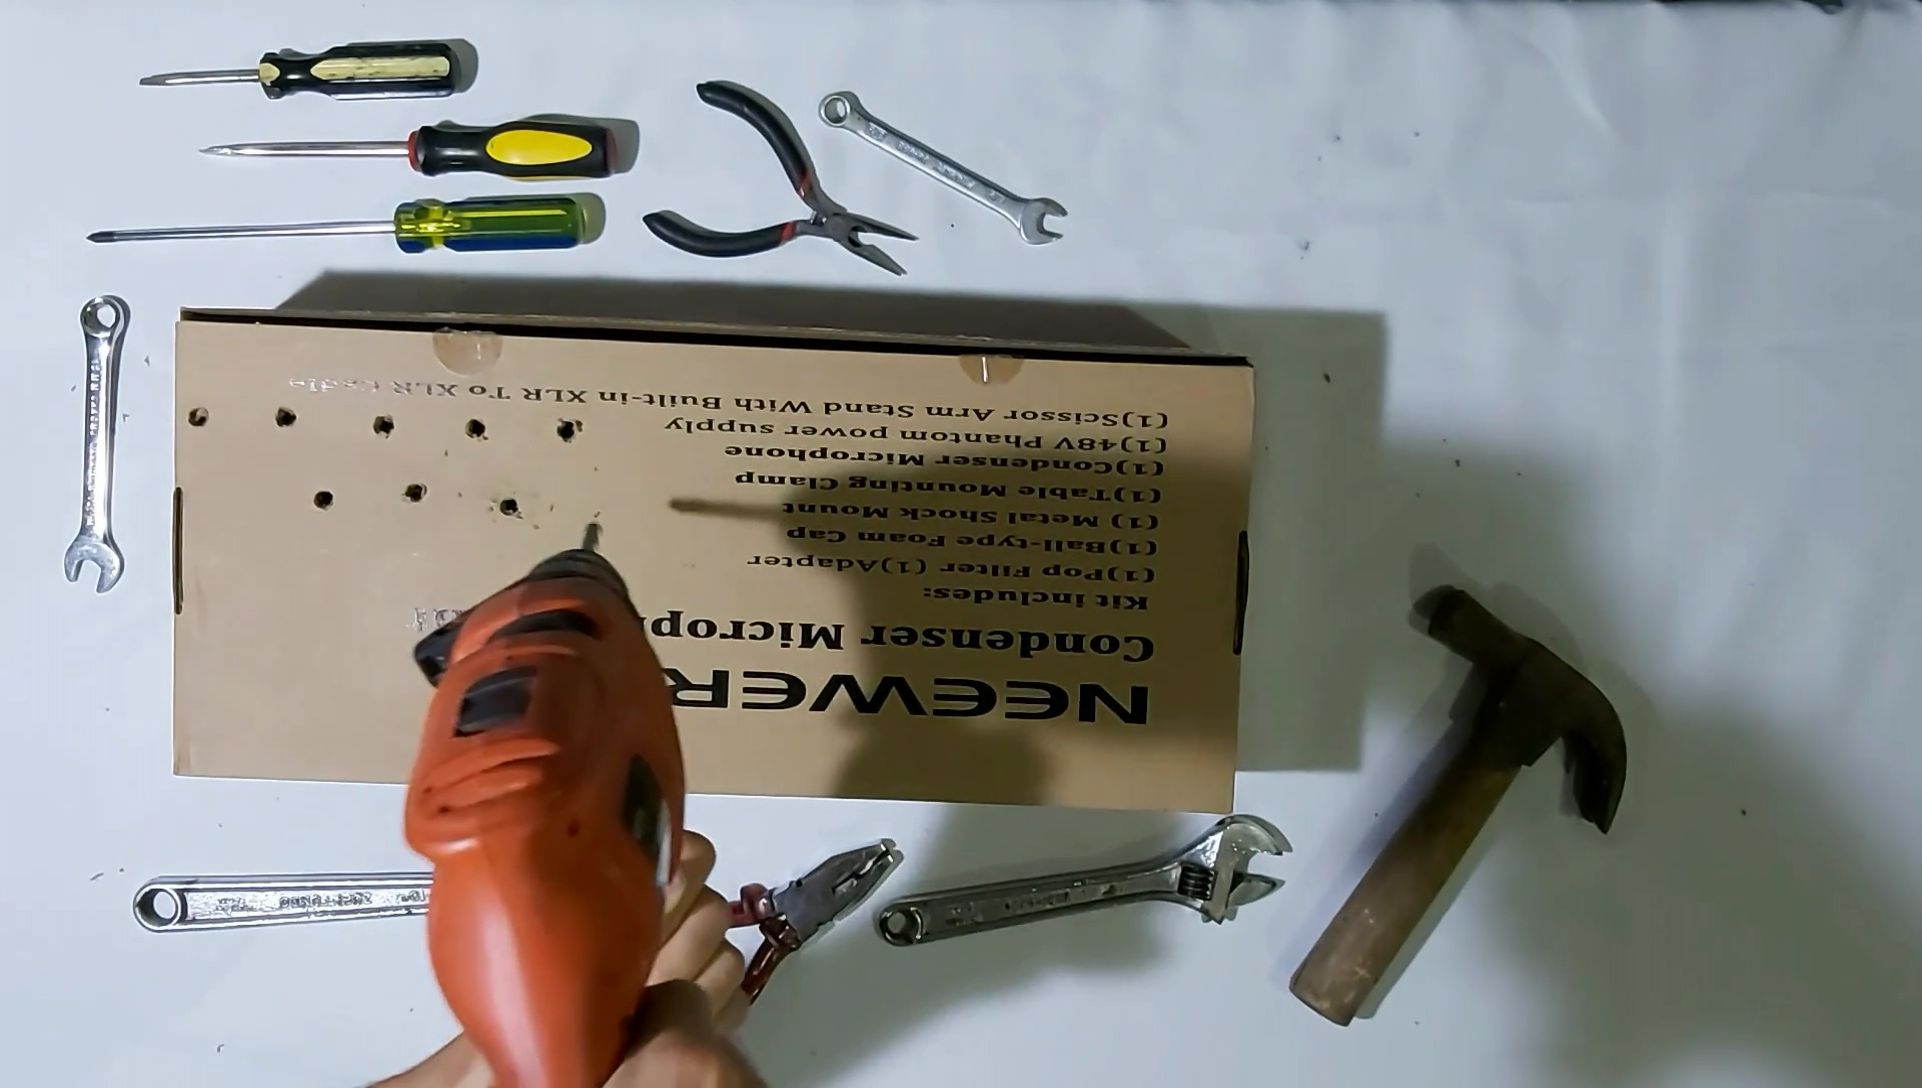 NEEWER
Condenser Microp
Kit includes:
(1)Pop Filter (1)Adapter
(1)Ball-type Foam Cap
(1) Metal Shock Mount
(1)Table Mounting Clamp
(1)Condenser Microphone
(1)48V Phantom power supply
(1)Scissor Arm Stand With Built-in XLR To XLR Cable